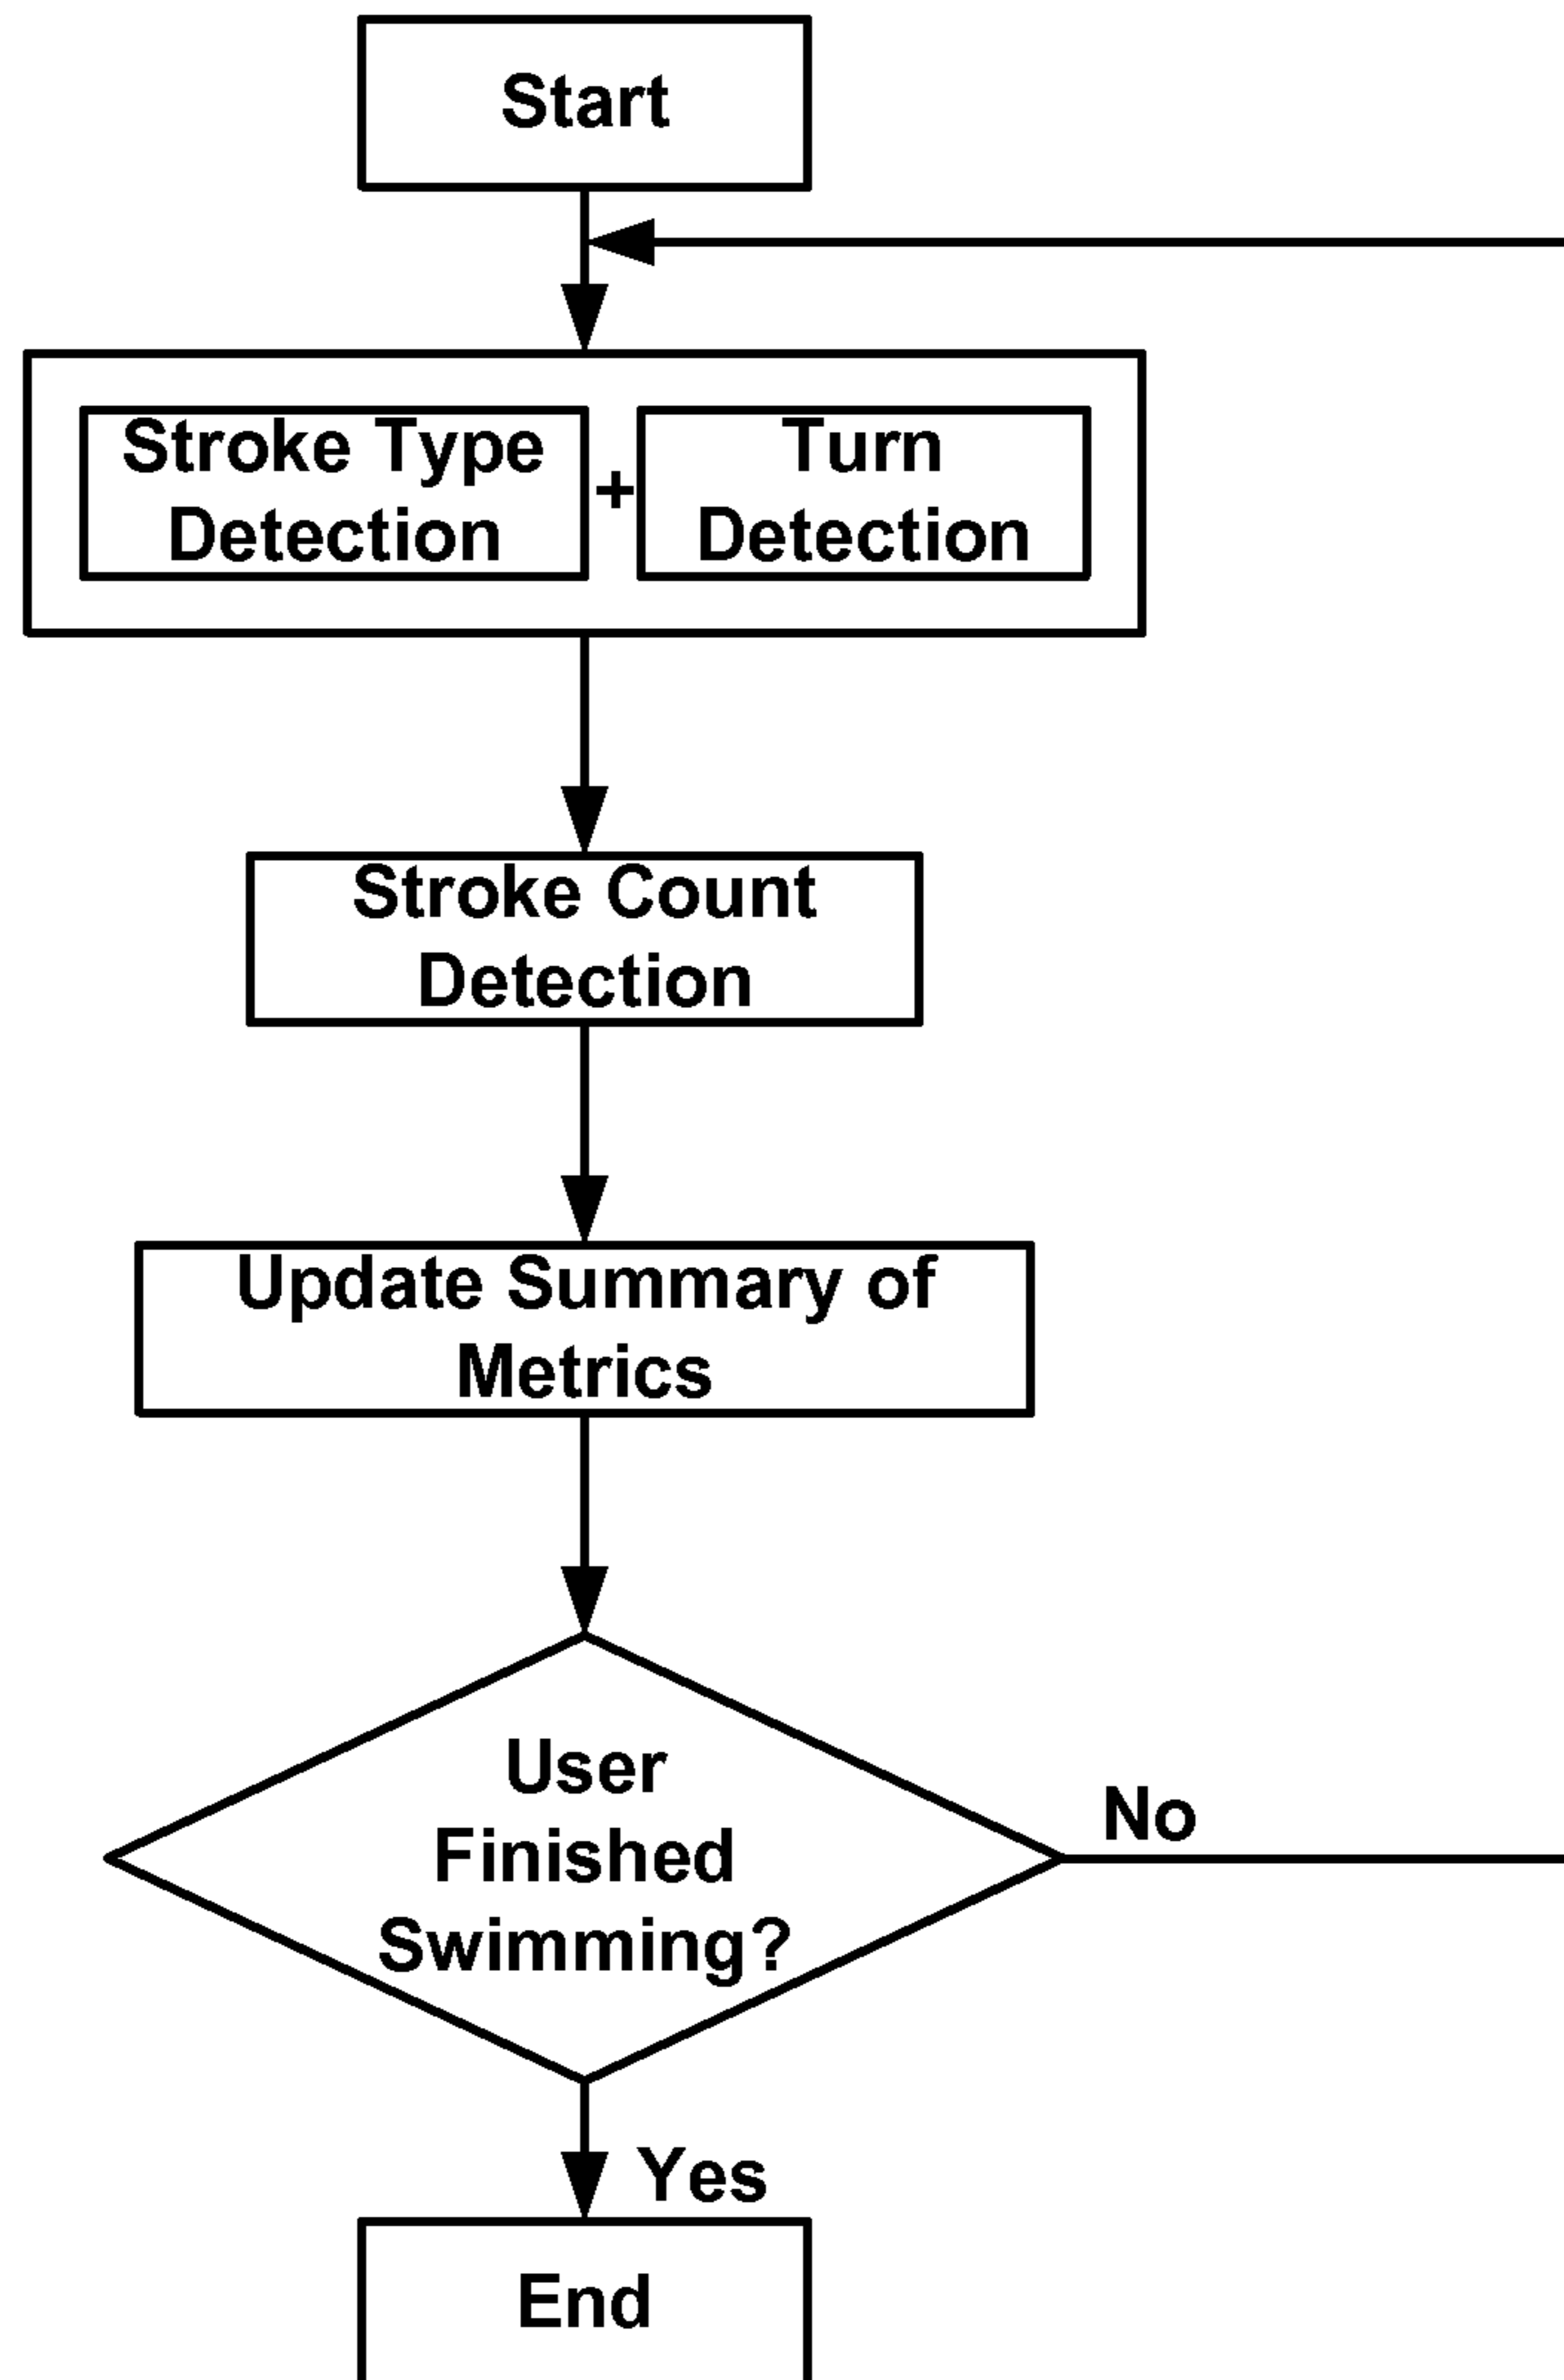 Start
Stroke Type
Detection
+
Turn
Detection
Stroke Count
Detection
Update Summary of
Metrics
User
Finished
Swimming?
No
Yes
End